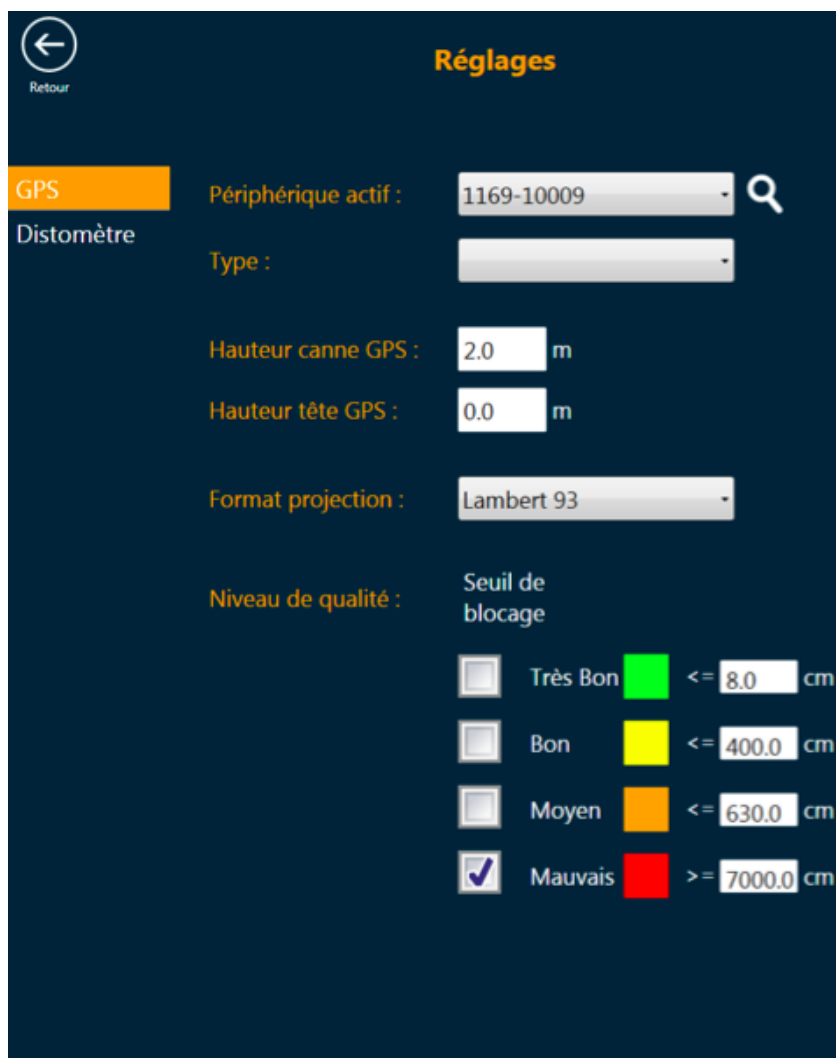 Retour
Réglages
GPS
Distomètre
Périphérique actif : 1169-10009
Type :
Hauteur canne GPS : 2.0 m
Hauteur tête GPS : 0.0 m
Format projection : Lambert 93
Niveau de qualité :
Seuil de
blocage
Très Bon <= 8.0 cm
Bon <= 400.0 cm
Moyen <= 630.0 cm
Mauvais >= 7000.0 cm